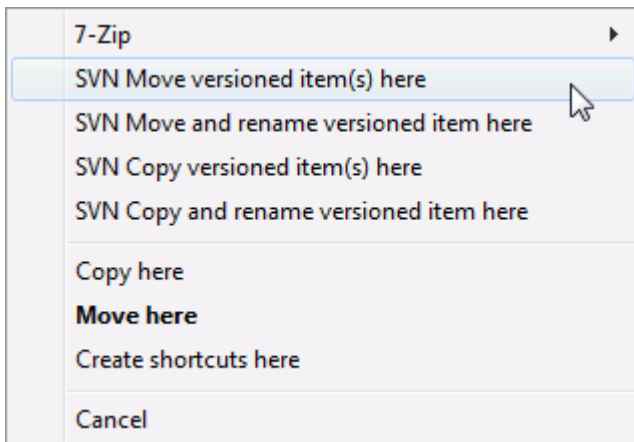 7-Zip
SVN Move versioned item(s) here
SVN Move and rename versioned item here
SVN Copy versioned item(s) here
SVN Copy and rename versioned item here
Copy here
Move here
Create shortcuts here
Cancel